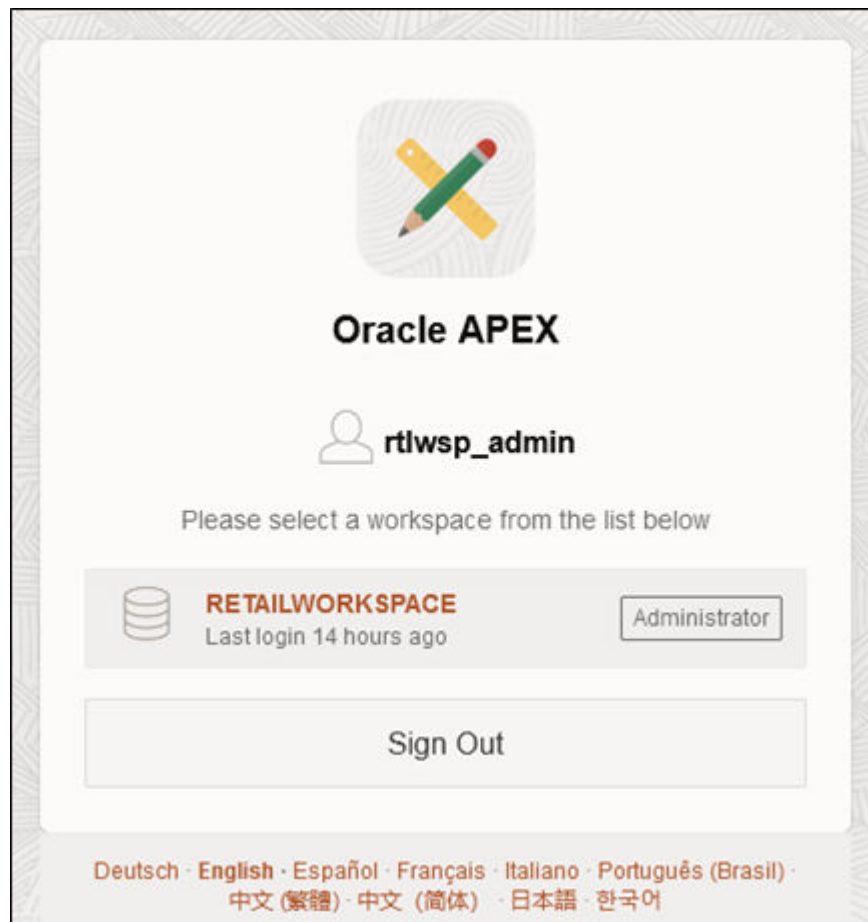 Oracle APEX
rtlwsp_admin
Please select a workspace from the list below
RETAILWORKSPACE
Last login 14 hours ago
Administrator
Sign Out
Deutsch · English · Español · Français · Italiano · Português (Brasil) ·
中文 (繁體) · 中文 (简体) · 日本語 · 한국어